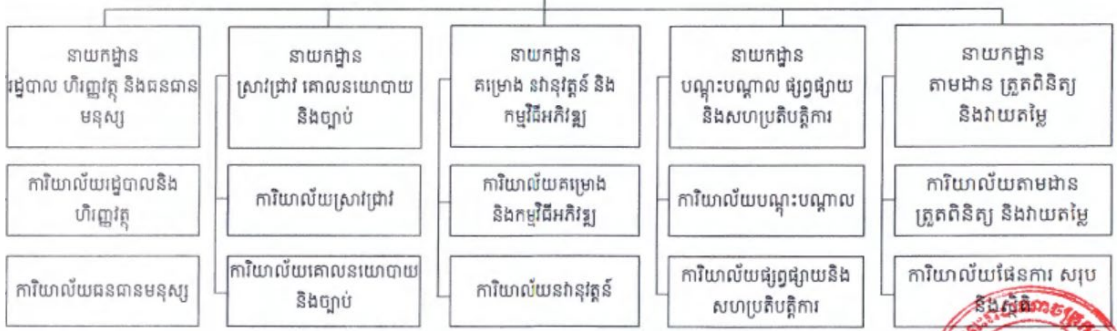 នាយកដ្ឋាន
រដ្ឋបាល ហិរញ្ញវត្ថុ និងធនធាន
មនុស្ស
នាយកដ្ឋាន
ស្រាវជ្រាវ គោលនយោបាយ
និងច្បាប់
នាយកដ្ឋាន
គម្រោង នវានុវត្តន៍ និង
កម្មវិធីអភិវឌ្ឍ
នាយកដ្ឋាន
បណ្តុះបណ្តាល ផ្សព្វផ្សាយ
និងសហប្រតិបត្តិការ
នាយកដ្ឋាន
តាមដាន ត្រួតពិនិត្យ
និងវាយតម្លៃ
ការិយាល័យរដ្ឋបាលនិង
ហិរញ្ញវត្ថុ
ការិយាល័យស្រាវជ្រាវ
ការិយាល័យគម្រោង
និងកម្មវិធីអភិវឌ្ឍ
ការិយាល័យបណ្តុះបណ្តាល
ការិយាល័យតាមដាន
ត្រួតពិនិត្យ និងវាយតម្លៃ
ការិយាល័យធនធានមនុស្ស
ការិយាល័យគោលនយោបាយ
និងច្បាប់
ការិយាល័យនវានុវត្តន៍
ការិយាល័យផ្សព្វផ្សាយនិង
សហប្រតិបត្តិការ
ការិយាល័យផែនការ សរុប
និងស្ថិតិ